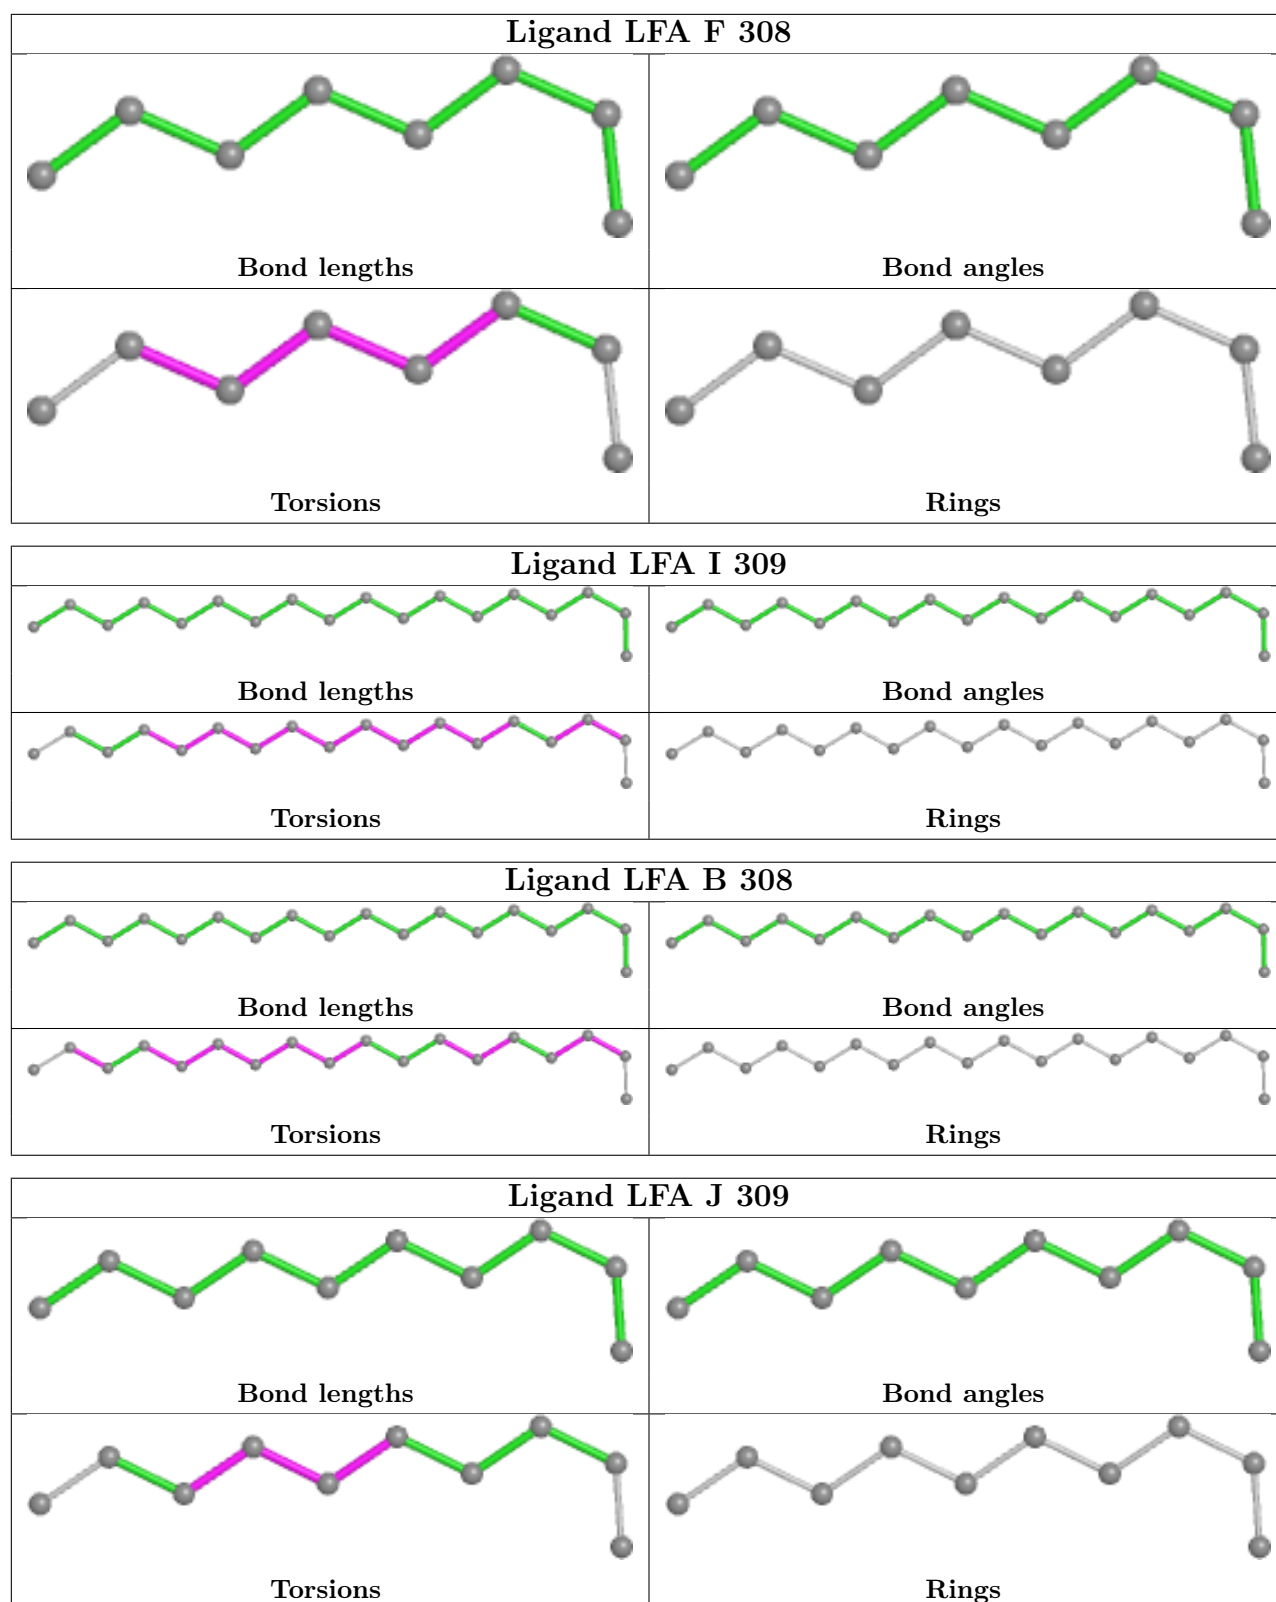 Ligand LFA F 308
Bond lengths Bond angles
Torsions Rings
Ligand LFA I 309
Bond lengths Bond angles
Torsions Rings
Ligand LFA B 308
Bond lengths Bond angles
Torsions Rings
Ligand LFA J 309
Bond lengths Bond angles
Torsions Rings